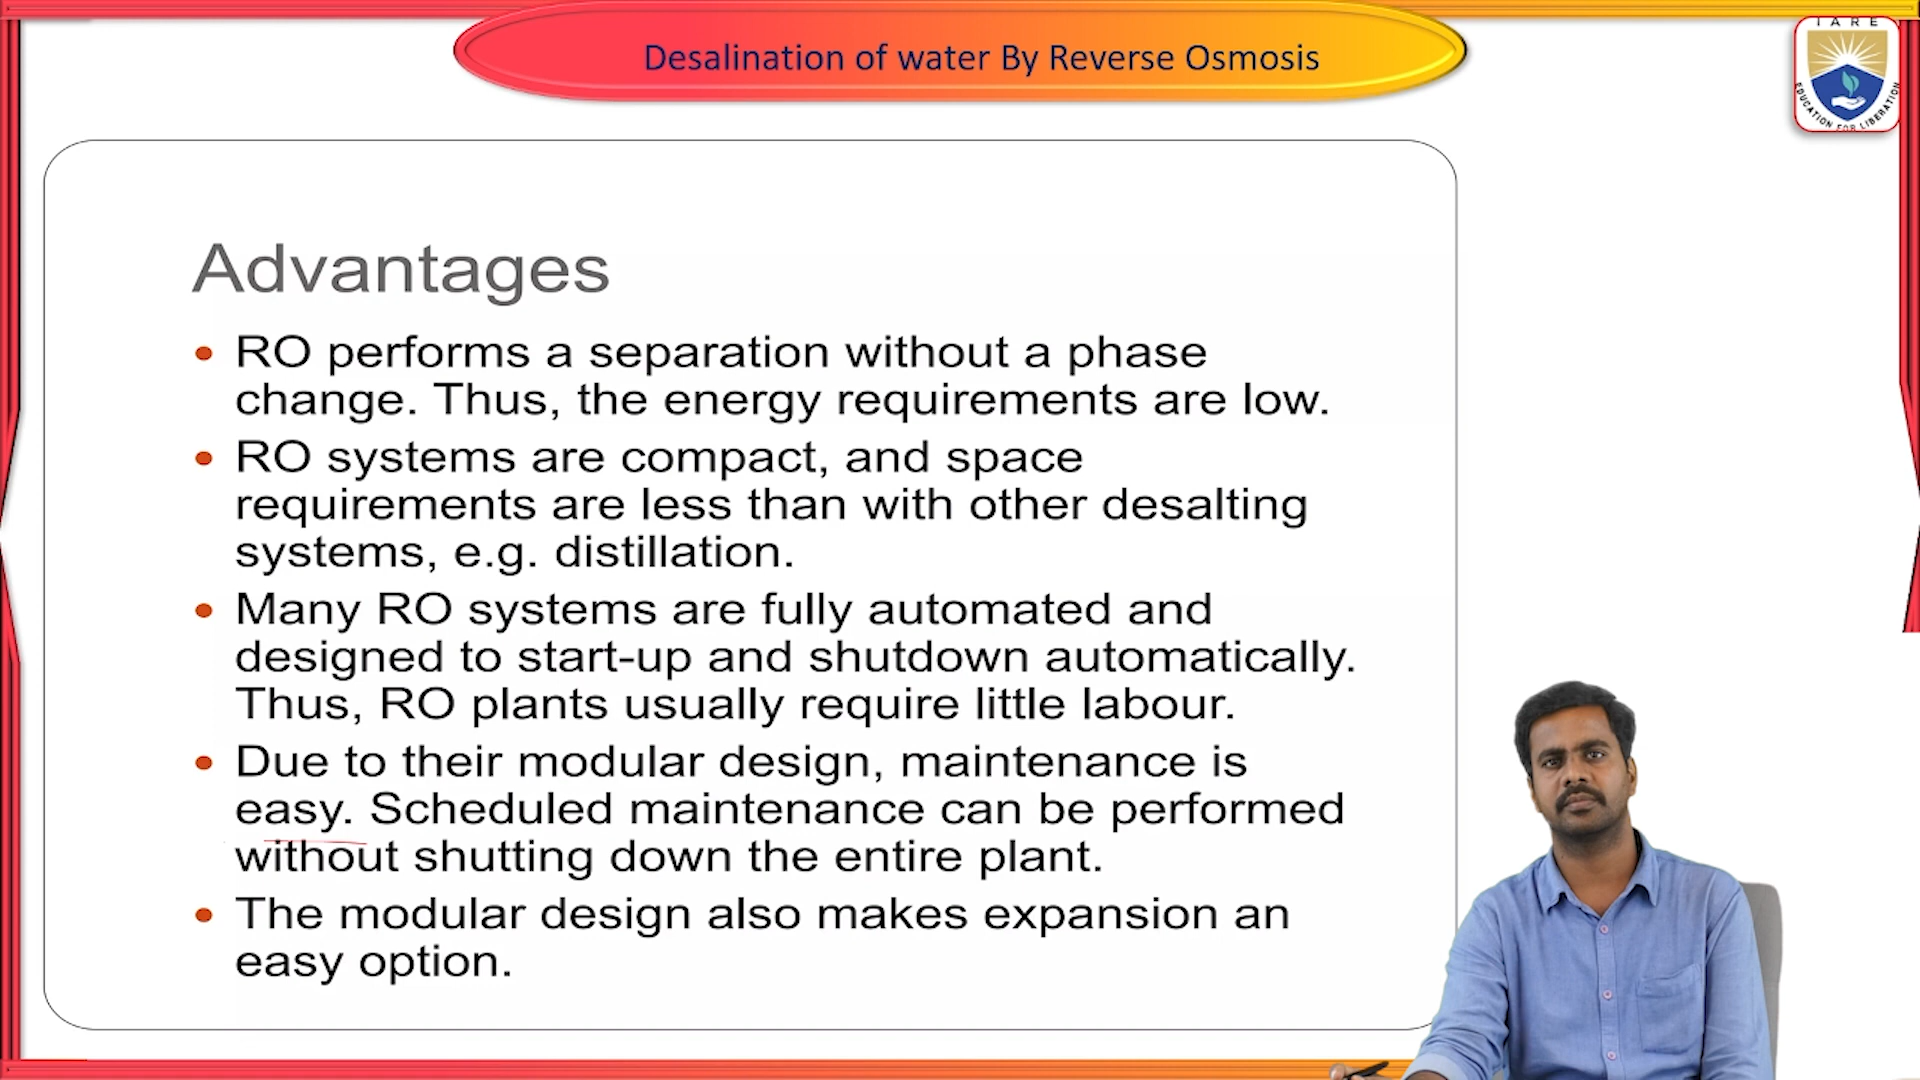 Desalination of water By Reverse Osmosis
IARE
EDUCATION FOR LIBERATION
Advantages
• RO performs a separation without a phase
change. Thus, the energy requirements are low.
• RO systems are compact, and space
requirements are less than with other desalting
systems, e.g. distillation.
• Many RO systems are fully automated and
designed to start-up and shutdown automatically.
Thus, RO plants usually require little labour.
• Due to their modular design, maintenance is
easy. Scheduled maintenance can be performed
without shutting down the entire plant.
• The modular design also makes expansion an
easy option.